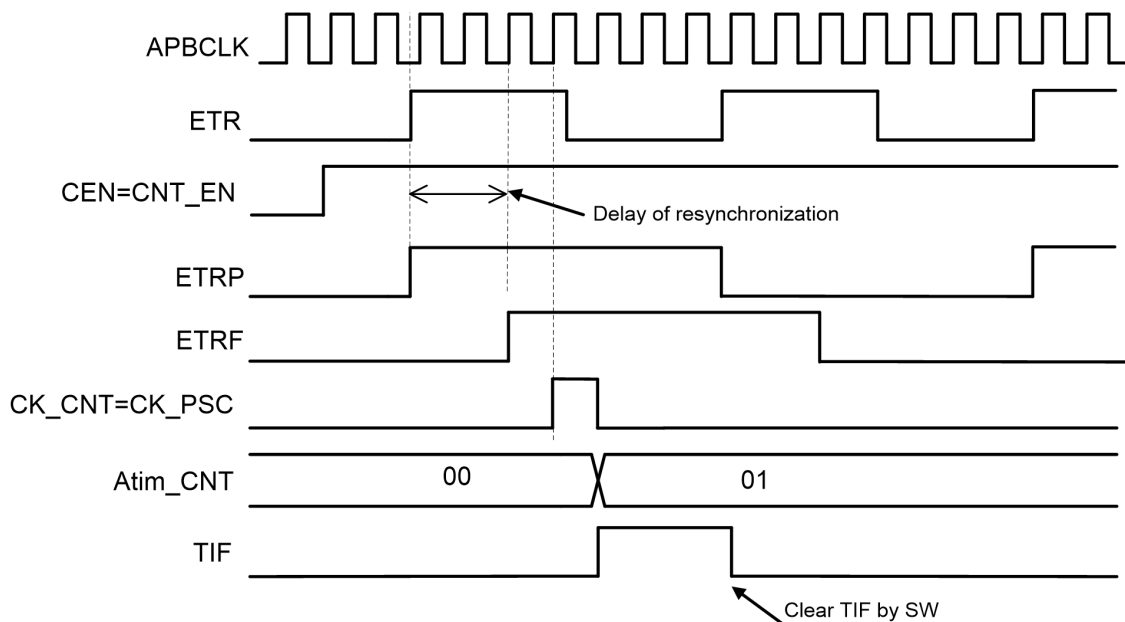 APBCLK
ETR
CEN=CNT_EN
Delay of resynchronization
ETRP
ETRF
CK_CNT=CK_PSC
Atim_CNT
00
01
TIF
Clear TIF by SW